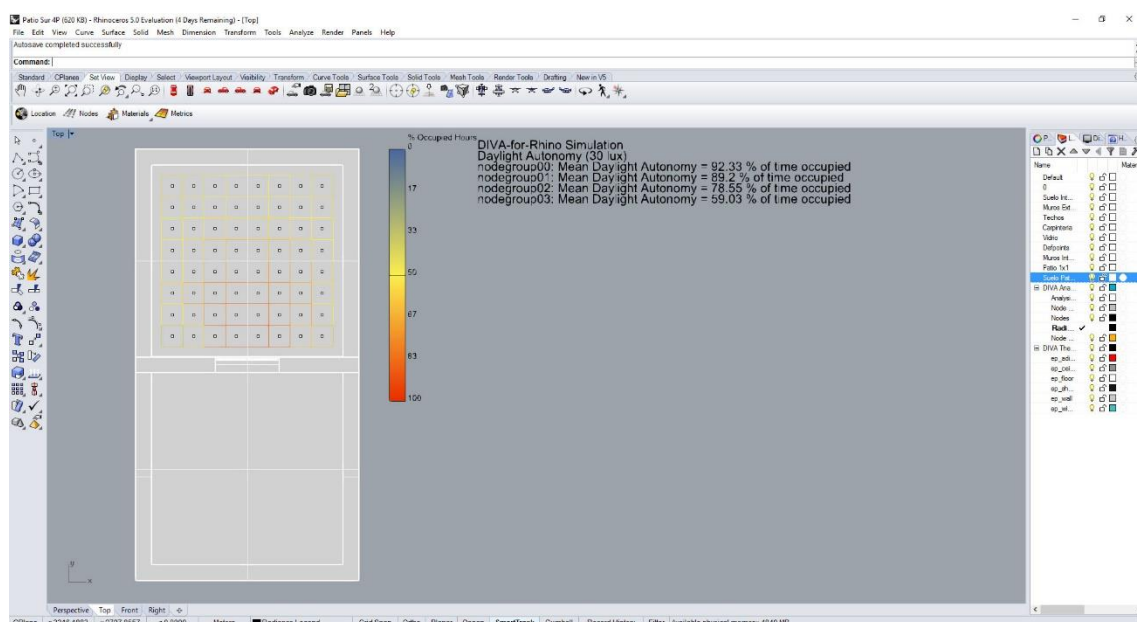 Patio Sur 4P (620 KB) - Rhinoceros 5.0 Evaluation (4 Days Remaining) - [Top]
File Edit View Curve Surface Solid Mesh Dimension Transform Tools Analyze Render Panels Help
Autosave completed successfully
Command:
Standard CPlanes Set View Display Select Viewport Layout Visibility Transform Curve Tools Surface Tools Solid Tools Mesh Tools Render Tools Drafting New in V5
Location Nodes Materials Metrics
Top
% Occupied Hours
0
17
33
50
67
83
100
DIVA-for-Rhino Simulation
Daylight Autonomy (30 lux)
nodegroup00: Mean Daylight Autonomy = 92.33 % of time occupied
nodegroup01: Mean Daylight Autonomy = 89.2 % of time occupied
nodegroup02: Mean Daylight Autonomy = 78.55 % of time occupied
nodegroup03: Mean Daylight Autonomy = 59.03 % of time occupied
y
x
P.. L.. Di.. H..
Name Mater
Default
0
Suelo Int...
Muros Ext...
Techos
Carpinteria
Vidrio
Defpoints
Muros Int...
Patio 1x1
Suelo Pat...
DIVA Ana...
Analysi...
Node ...
Nodes
Radi...
Node ...
DIVA The...
ep_adi...
ep_cei...
ep_floor
ep_sh...
ep_wall
ep_wi...
Perspective Top Front Right
CPlane Meters Radiance Legend Grid Snap Ortho Planar Osnap SmartTrack Gumball Record History Filter Available physical memory: